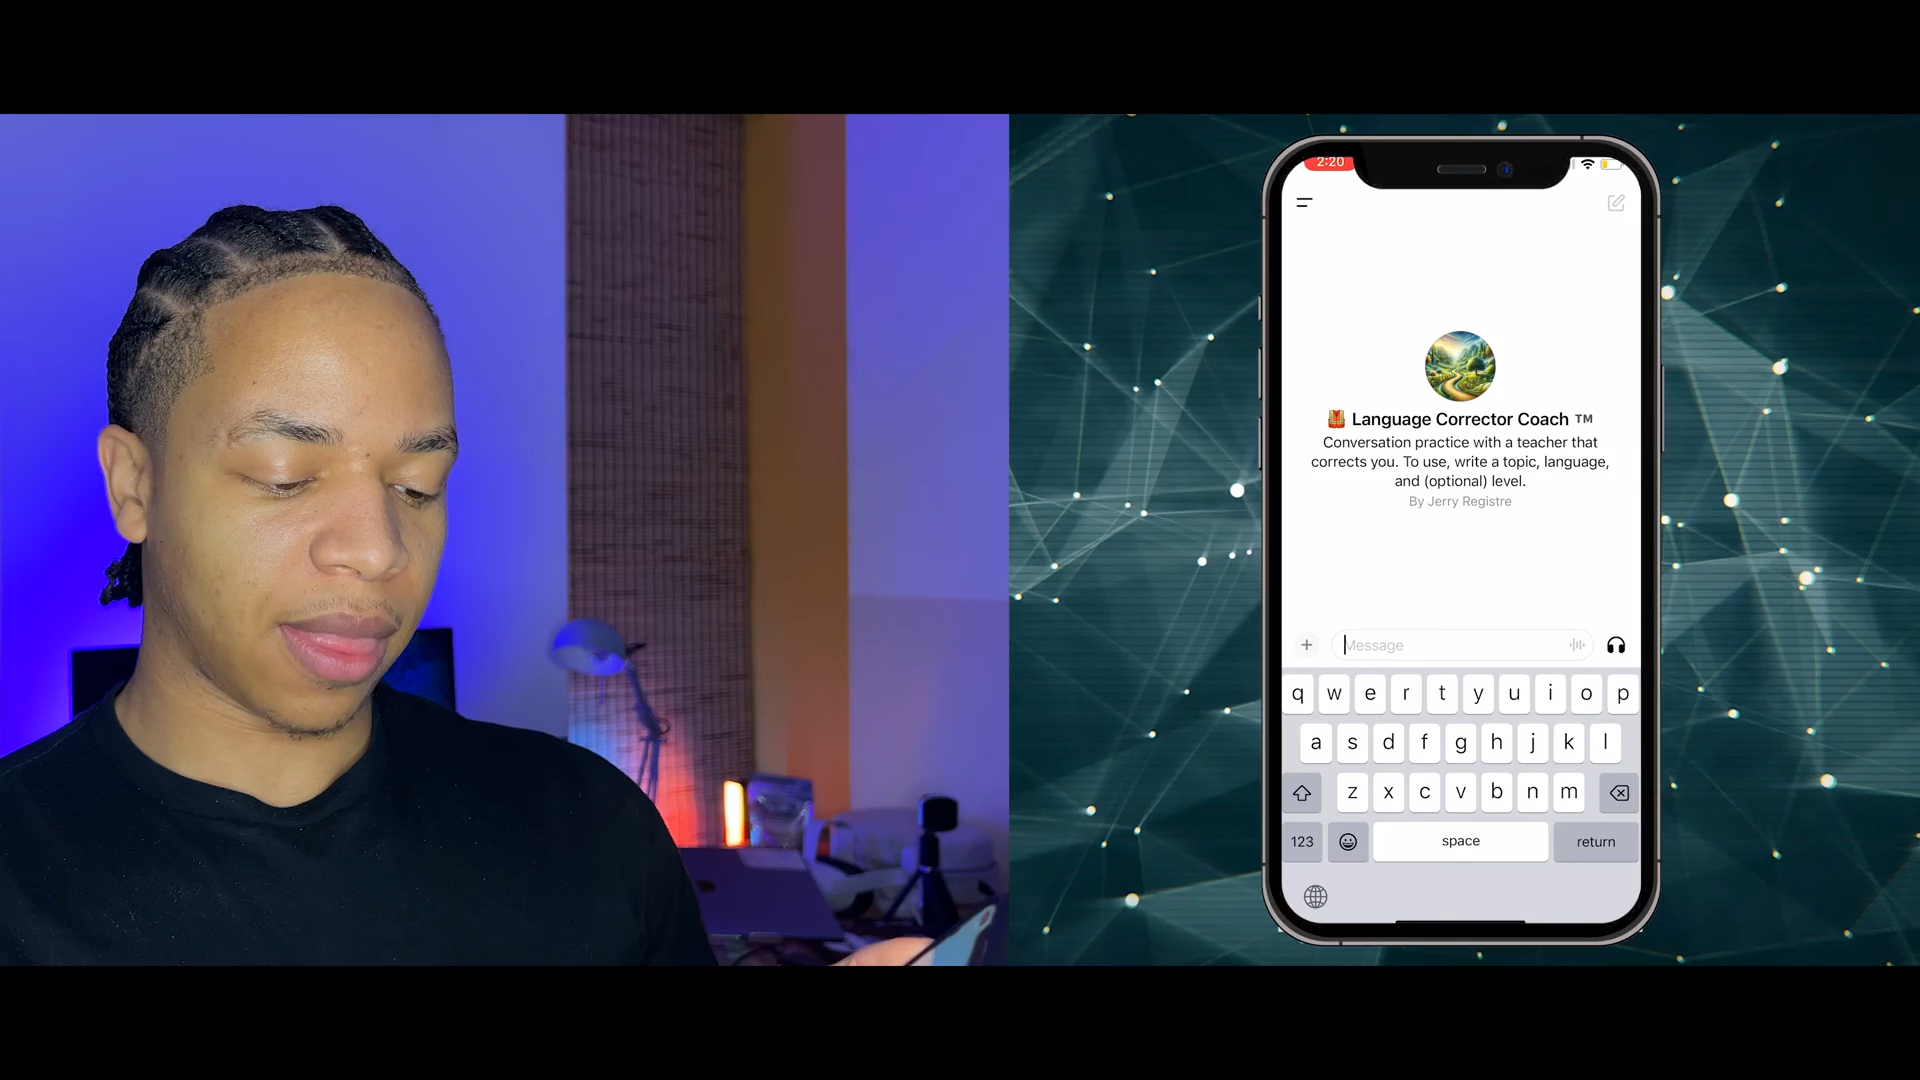 2:20
Language Corrector Coach ™
Conversation practice with a teacher that
corrects you. To use, write a topic, language,
and (optional) level.
By Jerry Registre
Message
q w e r t y u i o p
a s d f g h j k l
z x c v b n m
123 space return